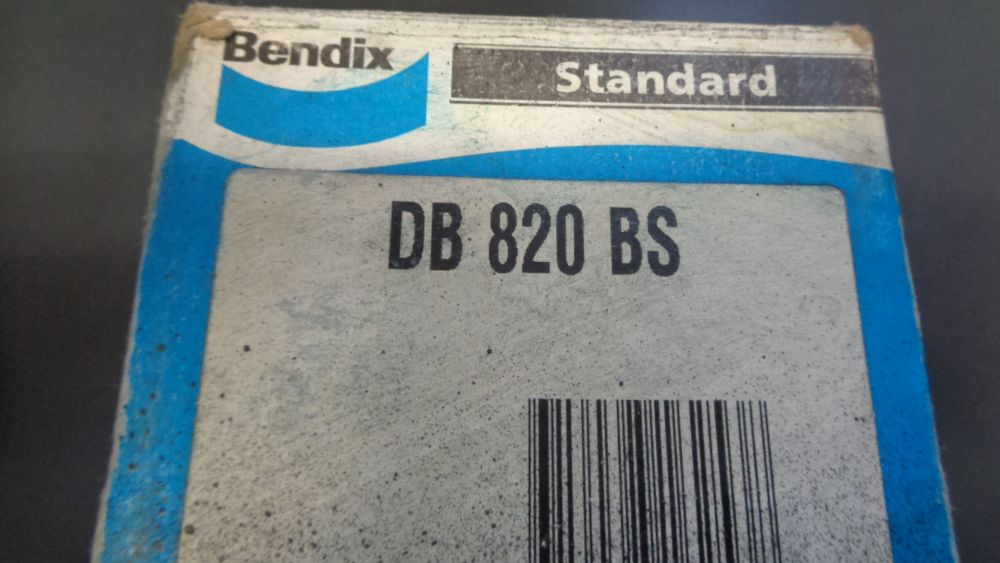 Bendix
Standard
DB 820 BS